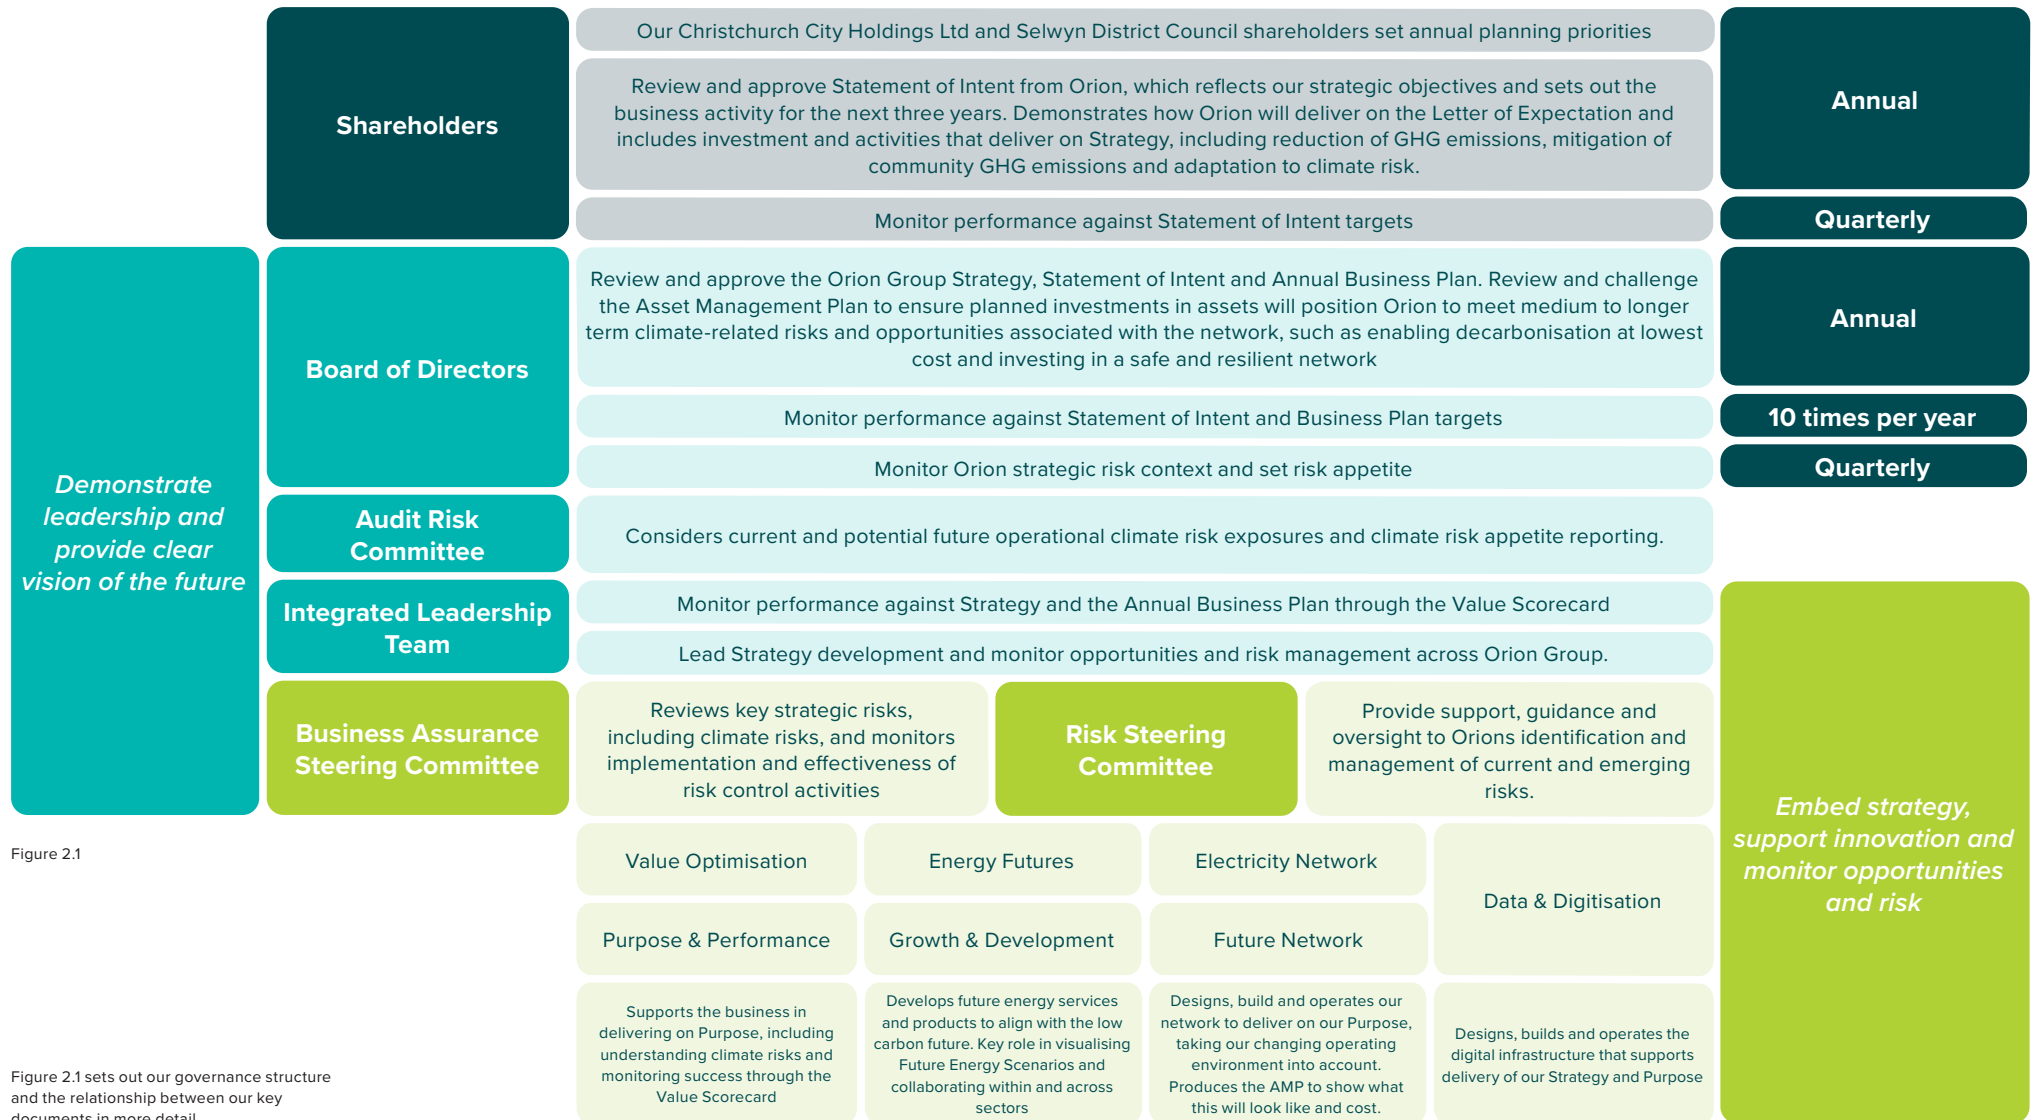 Shareholders
Our Christchurch City Holdings Ltd and Selwyn District Council shareholders set annual planning priorities
Review and approve Statement of Intent from Orion, which reflects our strategic objectives and sets out the
business activity for the next three years. Demonstrates how Orion will deliver on the Letter of Expectation and
includes investment and activities that deliver on Strategy, including reduction of GHG emissions, mitigation of
community GHG emissions and adaptation to climate risk.
Annual
Monitor performance against Statement of Intent targets
Quarterly
Demonstrate
leadership and
provide clear
vision of the future
Board of Directors
Review and approve the Orion Group Strategy, Statement of Intent and Annual Business Plan. Review and challenge
the Asset Management Plan to ensure planned investments in assets will position Orion to meet medium to longer
term climate-related risks and opportunities associated with the network, such as enabling decarbonisation at lowest
cost and investing in a safe and resilient network
Annual
Monitor performance against Statement of Intent and Business Plan targets
10 times per year
Monitor Orion strategic risk context and set risk appetite
Quarterly
Audit Risk
Committee
Considers current and potential future operational climate risk exposures and climate risk appetite reporting.
Integrated Leadership
Team
Monitor performance against Strategy and the Annual Business Plan through the Value Scorecard
Lead Strategy development and monitor opportunities and risk management across Orion Group.
Business Assurance
Steering Committee
Reviews key strategic risks,
including climate risks, and monitors
implementation and effectiveness of
risk control activities
Risk Steering
Committee
Provide support, guidance and
oversight to Orions identification and
management of current and emerging
risks.
Embed strategy,
support innovation and
monitor opportunities
and risk
Value Optimisation
Energy Futures
Electricity Network
Data & Digitisation
Purpose & Performance
Growth & Development
Future Network
Supports the business in
delivering on Purpose, including
understanding climate risks and
monitoring success through the
Value Scorecard
Develops future energy services
and products to align with the low
carbon future. Key role in visualising
Future Energy Scenarios and
collaborating within and across
sectors
Designs, build and operates our
network to deliver on our Purpose,
taking our changing operating
environment into account.
Produces the AMP to show what
this will look like and cost.
Designs, builds and operates the
digital infrastructure that supports
delivery of our Strategy and Purpose
Figure 2.1
Figure 2.1 sets out our governance structure
and the relationship between our key
documents in more detail